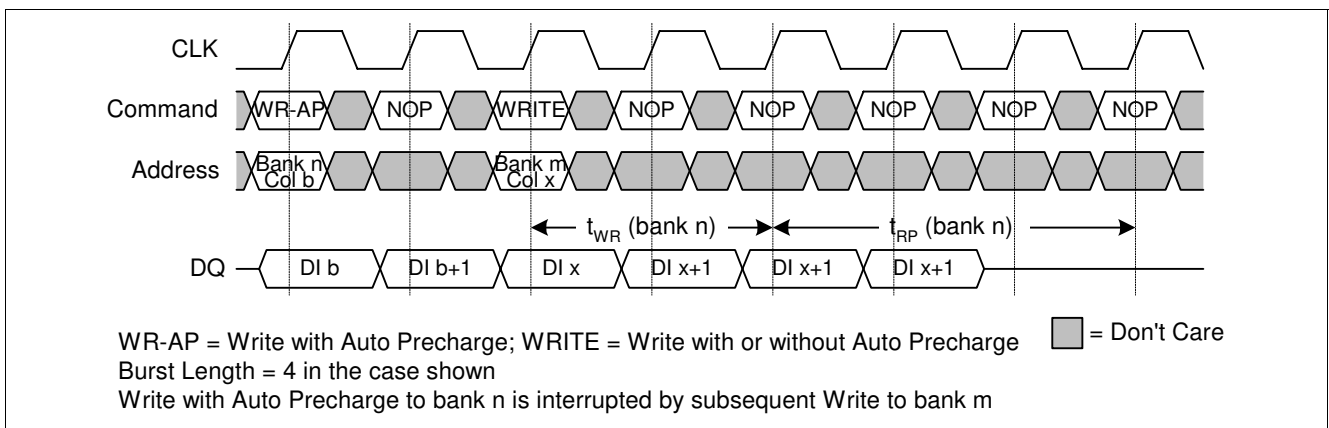 CLK
Command WR-AP NOP WRITE NOP NOP NOP NOP NOP
Address Bank n Bank m
Col b Col x
tWR (bank n) tRP (bank n)
DQ DI b DI b+1 DI x DI x+1 DI x+1 DI x+1
WR-AP = Write with Auto Precharge; WRITE = Write with or without Auto Precharge = Don't Care
Burst Length = 4 in the case shown
Write with Auto Precharge to bank n is interrupted by subsequent Write to bank m